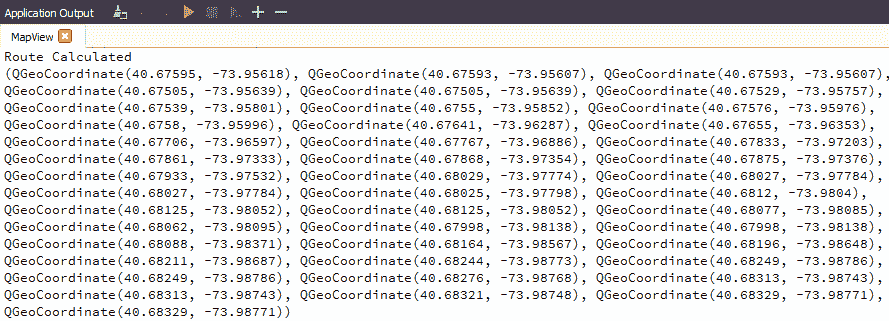 Application Output
MapView
Route Calculated
(QGeoCoordinate(40.67595, -73.95618), QGeoCoordinate(40.67593, -73.95607), QGeoCoordinate(40.67593, -73.95607),
QGeoCoordinate(40.67505, -73.95639), QGeoCoordinate(40.67505, -73.95639), QGeoCoordinate(40.67529, -73.95757),
QGeoCoordinate(40.67539, -73.95801), QGeoCoordinate(40.6755, -73.95852), QGeoCoordinate(40.67576, -73.95976),
QGeoCoordinate(40.6758, -73.95996), QGeoCoordinate(40.67641, -73.96287), QGeoCoordinate(40.67655, -73.96353),
QGeoCoordinate(40.67706, -73.96597), QGeoCoordinate(40.67767, -73.96886), QGeoCoordinate(40.67833, -73.97203),
QGeoCoordinate(40.67861, -73.97333), QGeoCoordinate(40.67868, -73.97354), QGeoCoordinate(40.67875, -73.97376),
QGeoCoordinate(40.67933, -73.97532), QGeoCoordinate(40.68029, -73.97774), QGeoCoordinate(40.68027, -73.97784),
QGeoCoordinate(40.68027, -73.97784), QGeoCoordinate(40.68025, -73.97798), QGeoCoordinate(40.6812, -73.9804),
QGeoCoordinate(40.68125, -73.98052), QGeoCoordinate(40.68125, -73.98052), QGeoCoordinate(40.68077, -73.98085),
QGeoCoordinate(40.68062, -73.98095), QGeoCoordinate(40.67998, -73.98138), QGeoCoordinate(40.67998, -73.98138),
QGeoCoordinate(40.68088, -73.98371), QGeoCoordinate(40.68164, -73.98567), QGeoCoordinate(40.68196, -73.98648),
QGeoCoordinate(40.68211, -73.98687), QGeoCoordinate(40.68244, -73.98773), QGeoCoordinate(40.68249, -73.98786),
QGeoCoordinate(40.68249, -73.98786), QGeoCoordinate(40.68276, -73.98768), QGeoCoordinate(40.68313, -73.98743),
QGeoCoordinate(40.68313, -73.98743), QGeoCoordinate(40.68321, -73.98748), QGeoCoordinate(40.68329, -73.98771),
QGeoCoordinate(40.68329, -73.98771))